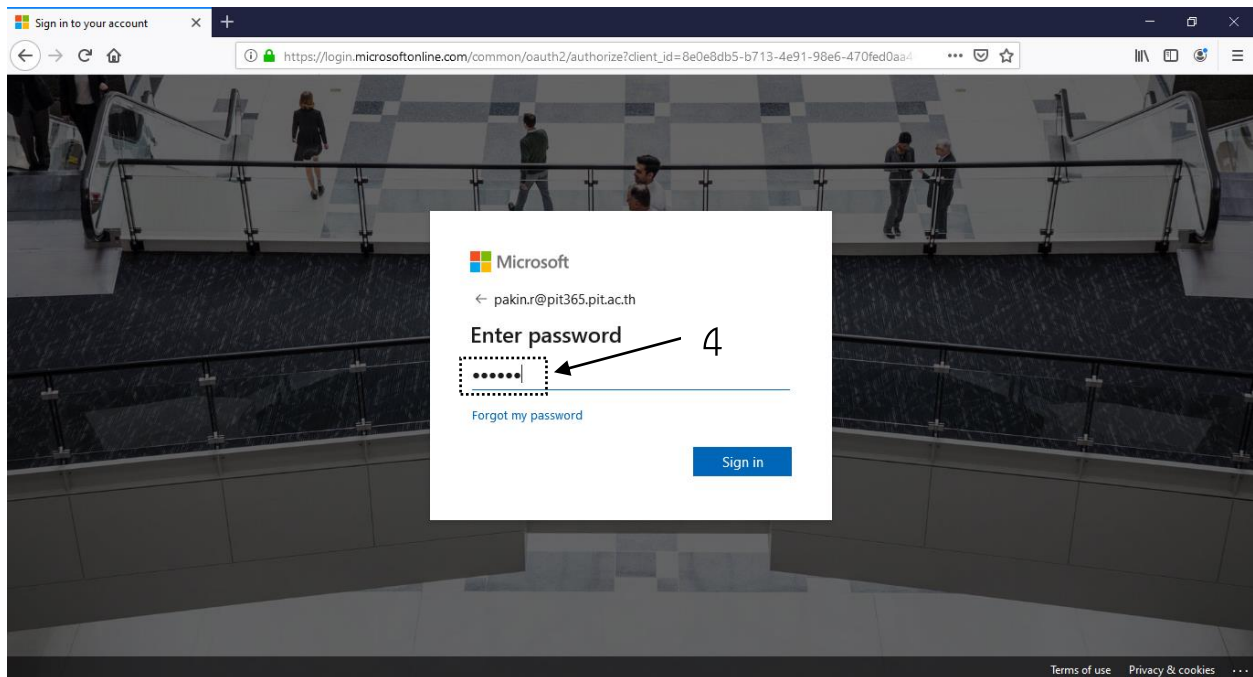 Sign in to your account
https://login.microsoftonline.com/common/oauth2/authorize?client_id=8e0e8db5-b713-4e91-98e6-470fed0aa4
Microsoft
← pakin.r@pit365.pit.ac.th
Enter password
4
••••••
Forgot my password
Sign in
Terms of use Privacy & cookies ...